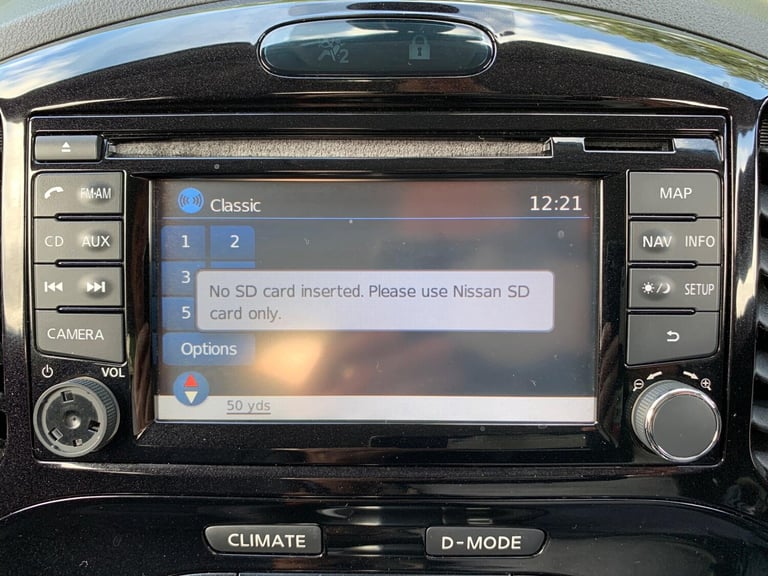 2
FM·AM
MAP
Classic
12:21
CD AUX
1 2
NAV INFO
3
SETUP
No SD card inserted. Please use Nissan SD
card only.
5
CAMERA
Options
VOL
50 yds
CLIMATE
D-MODE